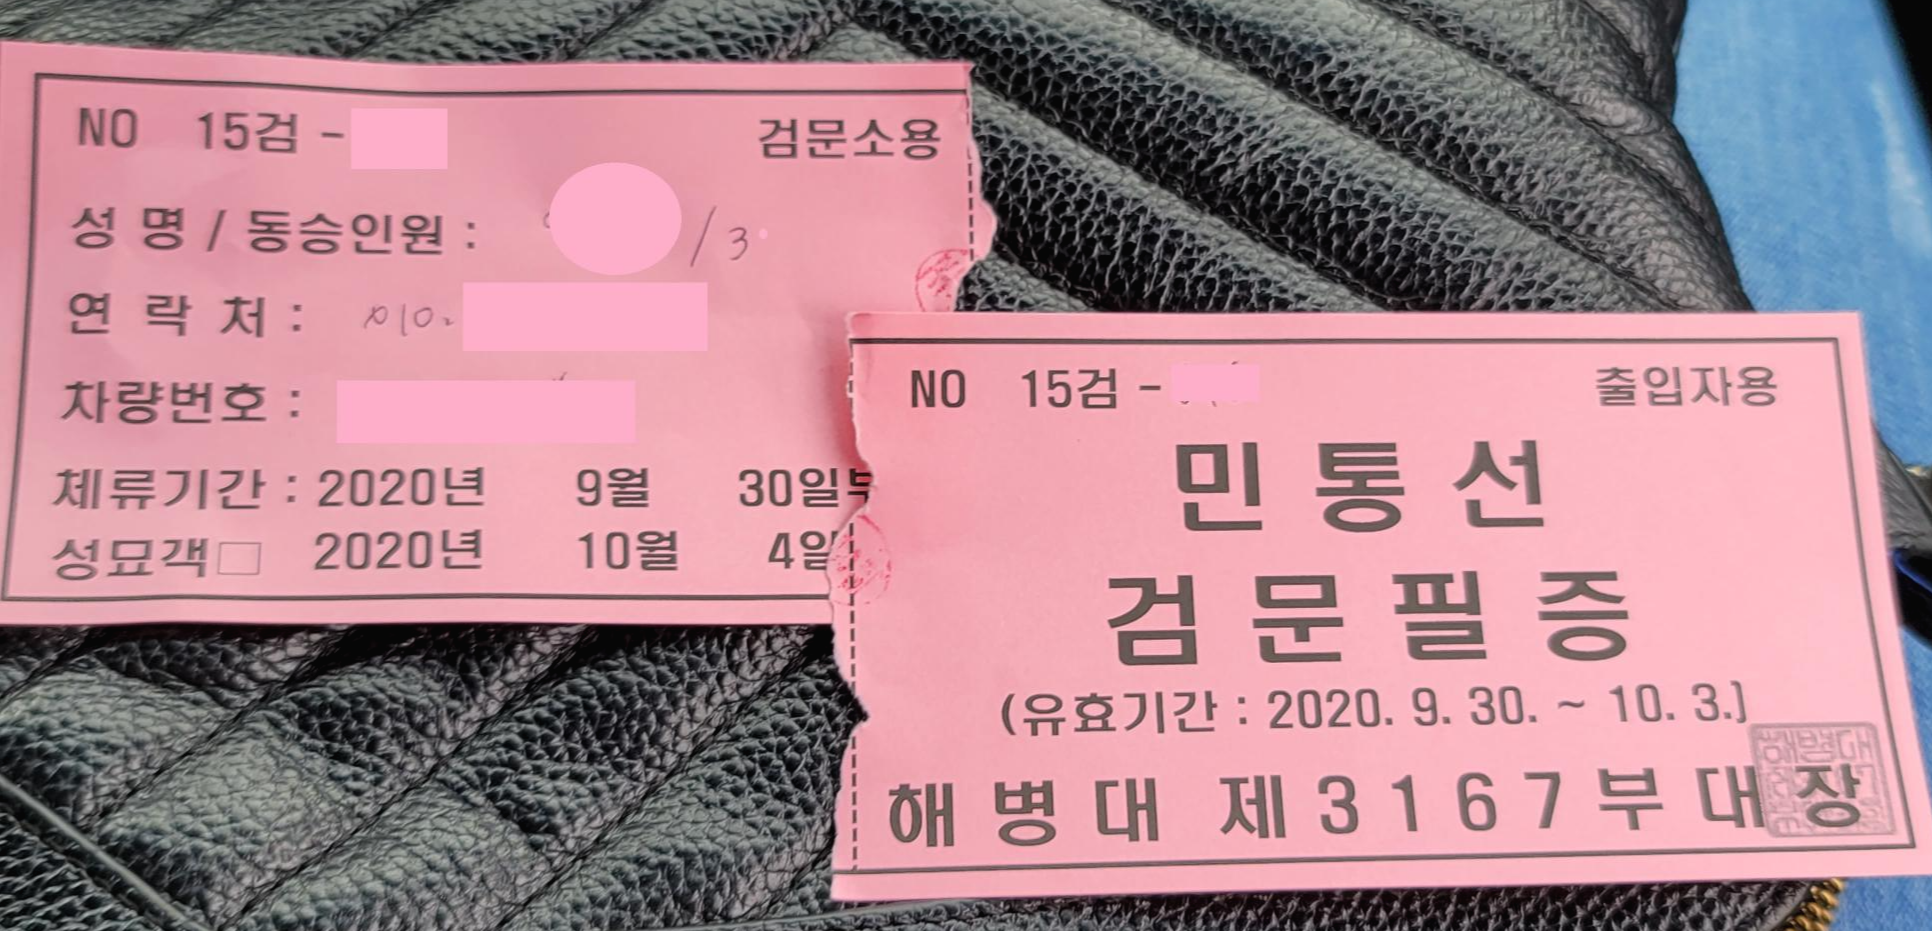 NO 15검 - 검문소용
성 명 / 동승인원 : / 3
연 락 처 : 010.
차량번호 :
체류기간 : 2020년 9월 30일부
성묘객□ 2020년 10월 4일
NO 15검 - 출입자용
민통선
검문필증
(유효기간 : 2020. 9. 30. ~ 10. 3.)
해병대 제3167부대장